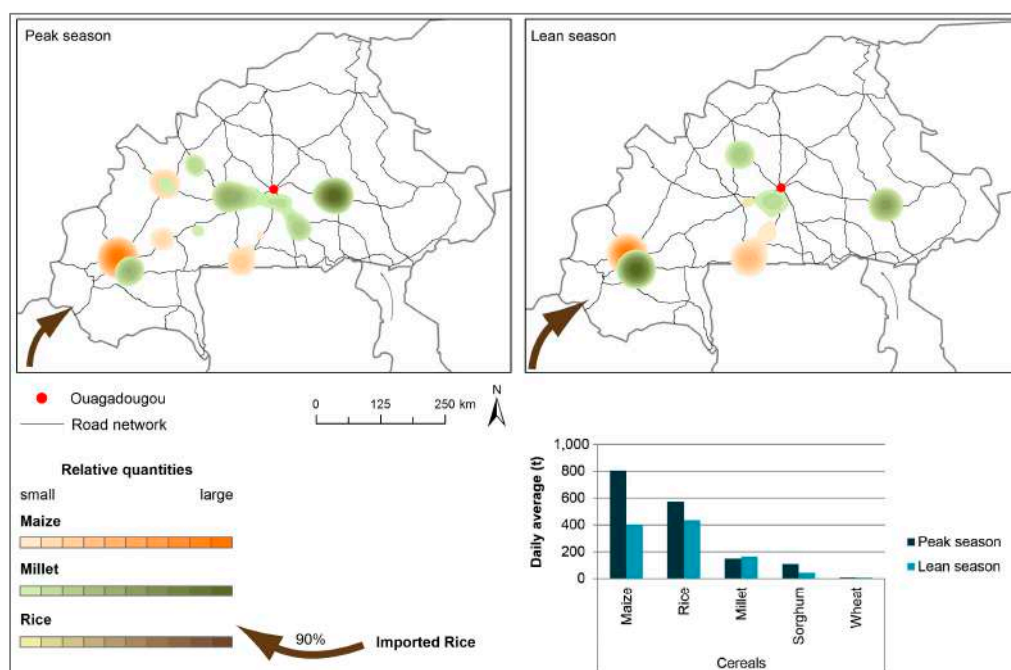 Peak season
Lean season
Ouagadougou
Road network
0 125 250 km
N
Relative quantities
small large
Maize
Millet
Rice
90%
Imported Rice
Daily average (t)
1,000
800
600
400
200
0
Maize
Rice
Millet
Sorghum
Wheat
Cereals
Peak season
Lean season